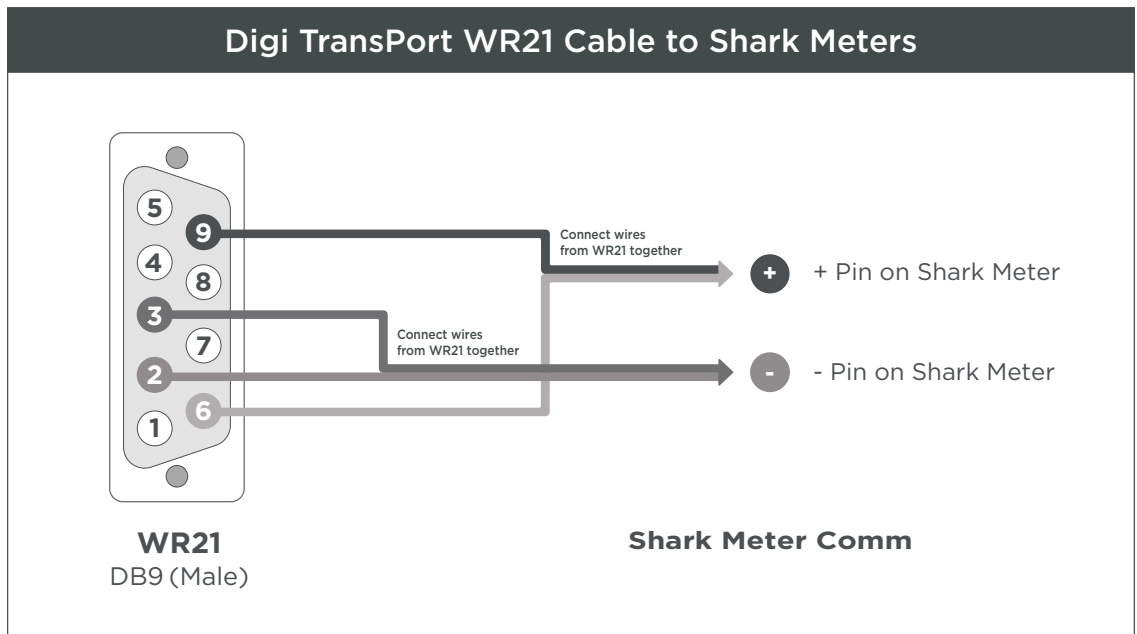 Digi TransPort WR21 Cable to Shark Meters
5
9
4
8
3
7
2
6
1
Connect wires
from WR21 together
Connect wires
from WR21 together
+
+ Pin on Shark Meter
-
- Pin on Shark Meter
WR21
DB9 (Male)
Shark Meter Comm